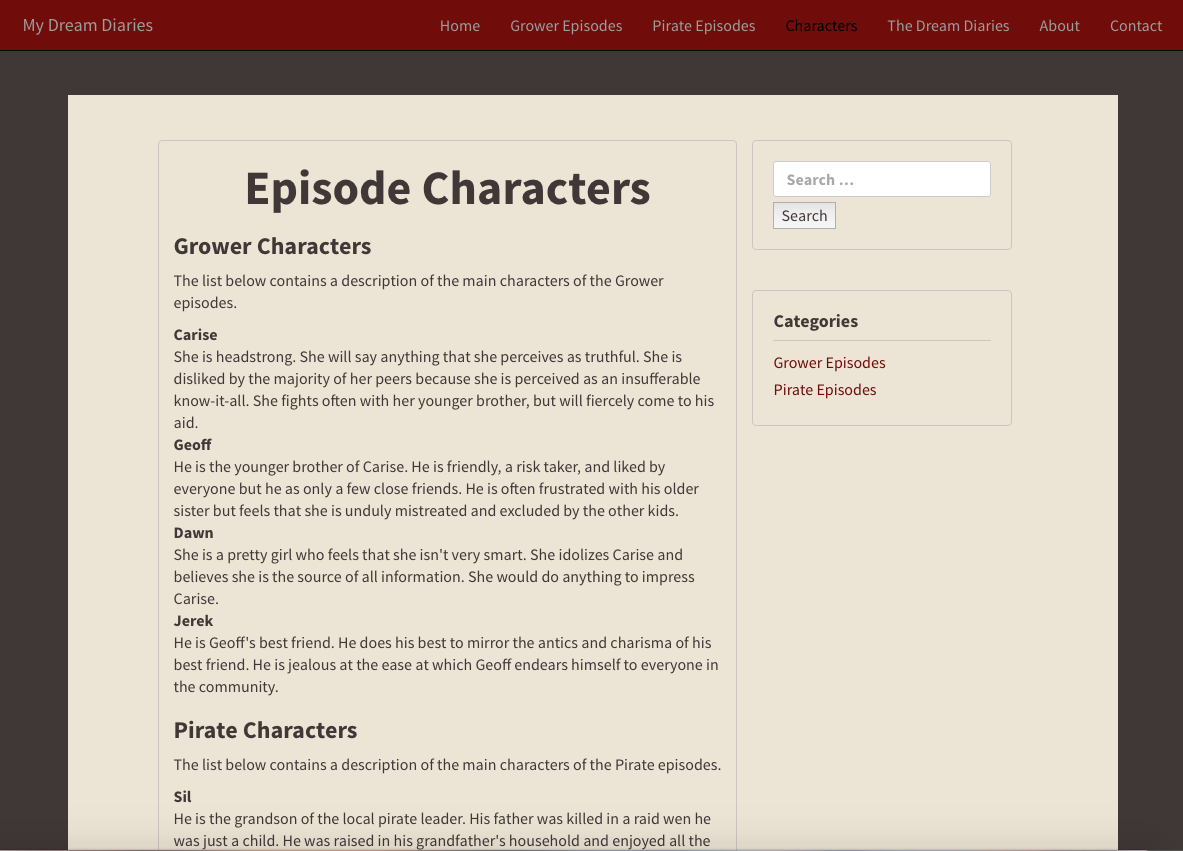 My Dream Diaries
Home Grower Episodes Pirate Episodes Characters The Dream Diaries About Contact
Episode Characters
Grower Characters
The list below contains a description of the main characters of the Grower
episodes.
Carise
She is headstrong. She will say anything that she perceives as truthful. She is
disliked by the majority of her peers because she is perceived as an insufferable
know-it-all. She fights often with her younger brother, but will fiercely come to his
aid.
Geoff
He is the younger brother of Carise. He is friendly, a risk taker, and liked by
everyone but he as only a few close friends. He is often frustrated with his older
sister but feels that she is unduly mistreated and excluded by the other kids.
Dawn
She is a pretty girl who feels that she isn't very smart. She idolizes Carise and
believes she is the source of all information. She would do anything to impress
Carise.
Jerek
He is Geoff's best friend. He does his best to mirror the antics and charisma of his
best friend. He is jealous at the ease at which Geoff endears himself to everyone in
the community.
Pirate Characters
The list below contains a description of the main characters of the Pirate episodes.
Sil
He is the grandson of the local pirate leader. His father was killed in a raid wen he
was just a child. He was raised in his grandfather's household and enjoyed all the
Search …
Search
Categories
Grower Episodes
Pirate Episodes